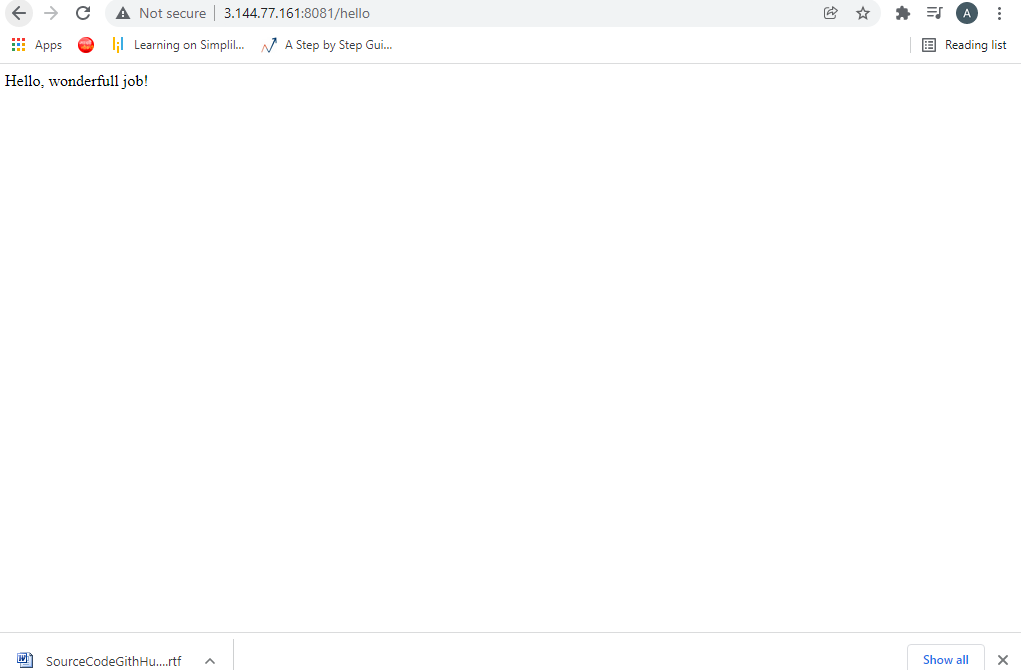 Not secure 3.144.77.161:8081/hello A
Apps Learning on Simplil... A Step by Step Gui... Reading list
Hello, wonderfull job!
SourceCodeGithHu....rtf Show all